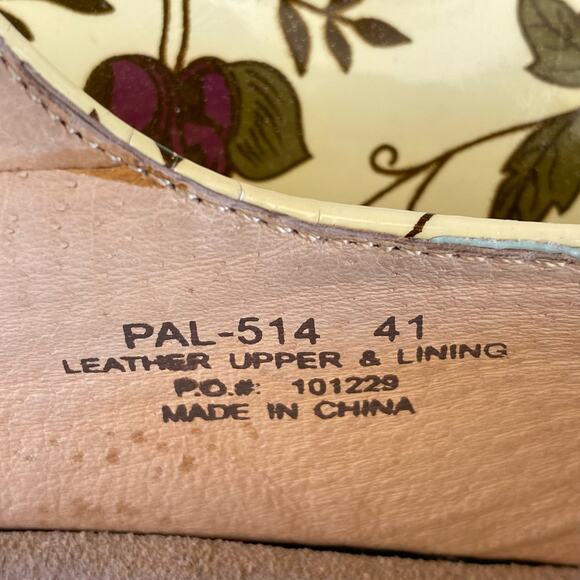 PAL-514 41
LEATHER UPPER & LINING
P.O.#: 101229
MADE IN CHINA